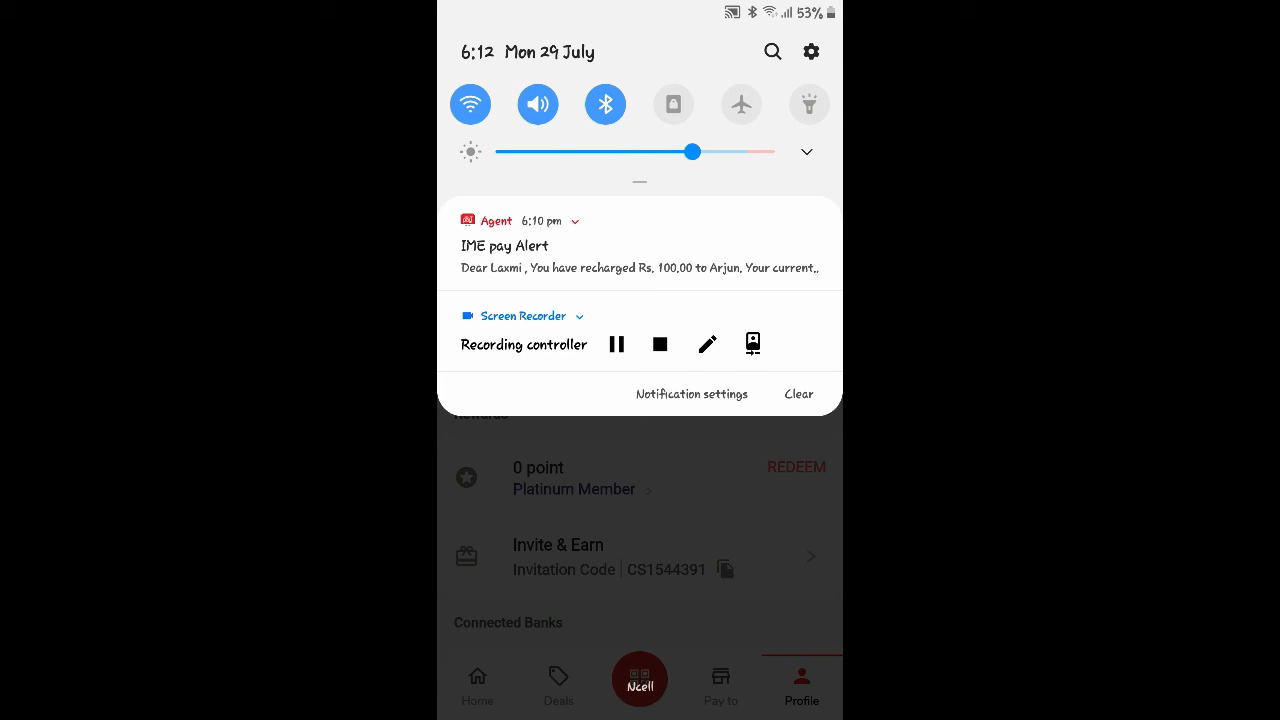 53%
6:12 Mon 29 July
Agent 6:10 pm
IME pay Alert
Dear Laxmi , You have recharged Rs. 100.00 to Arjun. Your current..
Screen Recorder
Recording controller
Notification settings Clear
Rewards
0 point REDEEM
Platinum Member
Invite & Earn
Invitation Code | CS1544391
Connected Banks
Ncell
Home Deals Pay to Profile